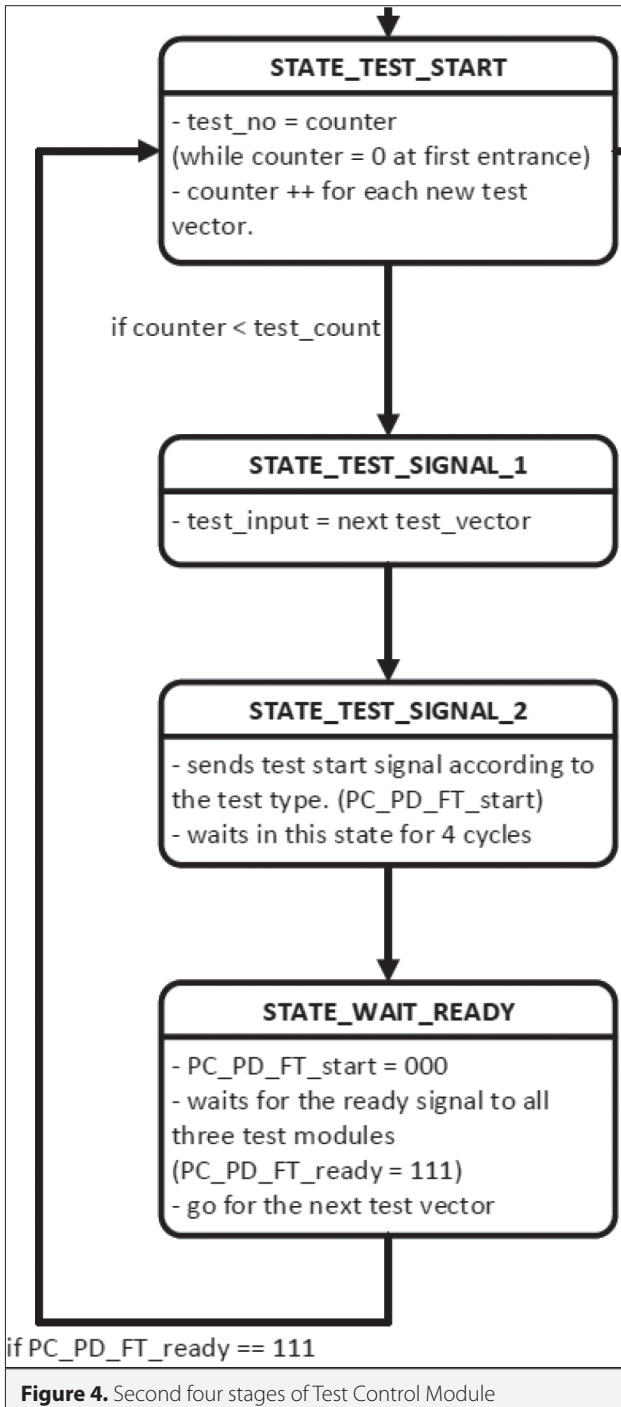 STATE_TEST_START
- test_no = counter
(while counter = 0 at first entrance)
- counter ++ for each new test
vector.
if counter < test_count
STATE_TEST_SIGNAL_1
- test_input = next test_vector
STATE_TEST_SIGNAL_2
- sends test start signal according to
the test type. (PC_PD_FT_start)
- waits in this state for 4 cycles
STATE_WAIT_READY
- PC_PD_FT_start = 000
- waits for the ready signal to all
three test modules
(PC_PD_FT_ready = 111)
- go for the next test vector
if PC_PD_FT_ready == 111
Figure 4. Second four stages of Test Control Module